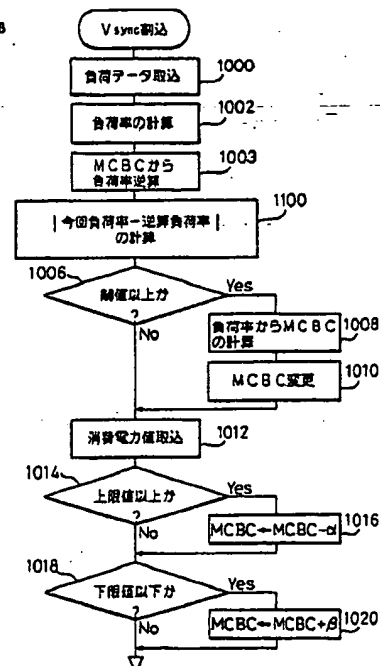 Vsync割込
負荷データ取込
1000
負荷率の計算
1002
MCBCから
負荷率逆算
1003
|今回負荷率−逆算負荷率|
の計算
1100
1006
閾値以上か
?
Yes
No
負荷率からMCBC
の計算
1008
MCBC変更
1010
消費電力値取込
1012
1014
上限値以上か
?
Yes
No
MCBC←MCBC-α
1016
1018
下限値以下か
?
Yes
No
MCBC←MCBC+β
1020